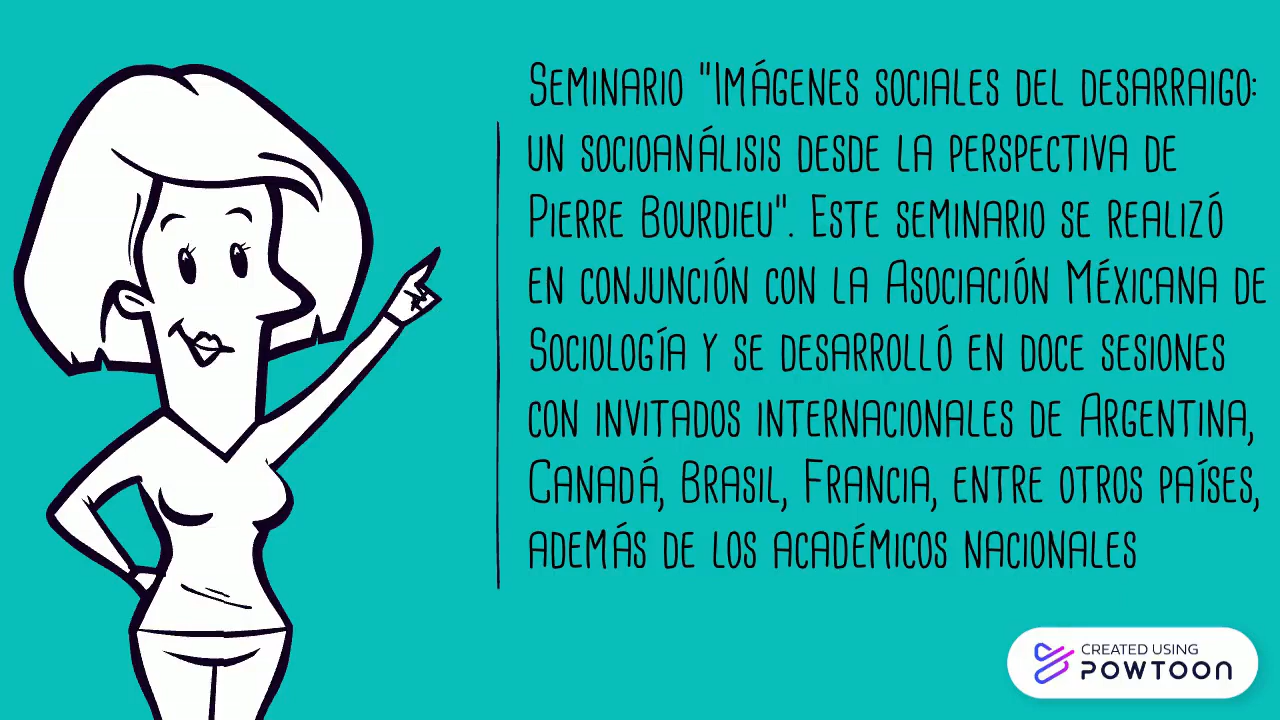 Seminario "Imágenes sociales del desarraigo:
un socioanálisis desde la perspectiva de
Pierre Bourdieu". Este seminario se realizó
en conjunción con la Asociación Méxicana de
Sociología y se desarrolló en doce sesiones
con invitados internacionales de Argentina,
Canadá, Brasil, Francia, entre otros países,
además de los académicos nacionales
CREATED USING
POWTOON